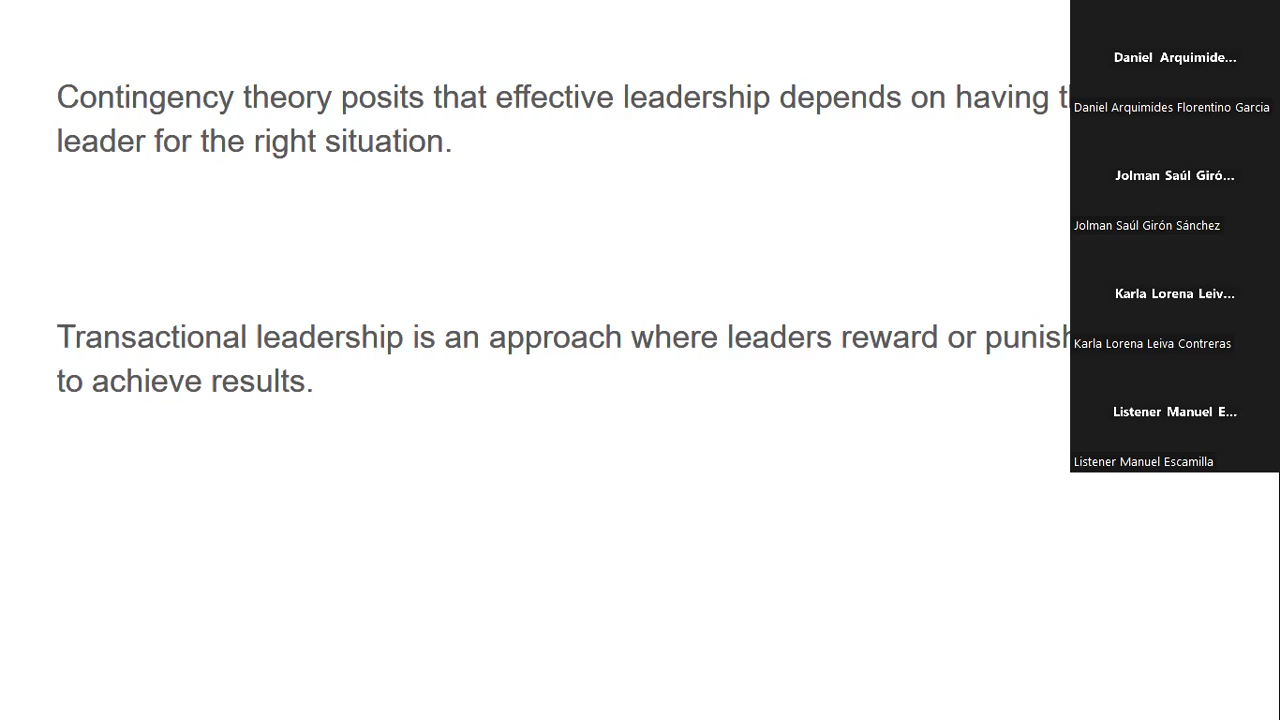 Contingency theory posits that effective leadership depends on having
leader for the right situation.
Transactional leadership is an approach where leaders reward or punish
to achieve results.
Daniel Arquimide...
Daniel Arquimides Florentino Garcia
Jolman Saúl Giró...
Jolman Saúl Girón Sánchez
Karla Lorena Leiv...
Karla Lorena Leiva Contreras
Listener Manuel E...
Listener Manuel Escamilla